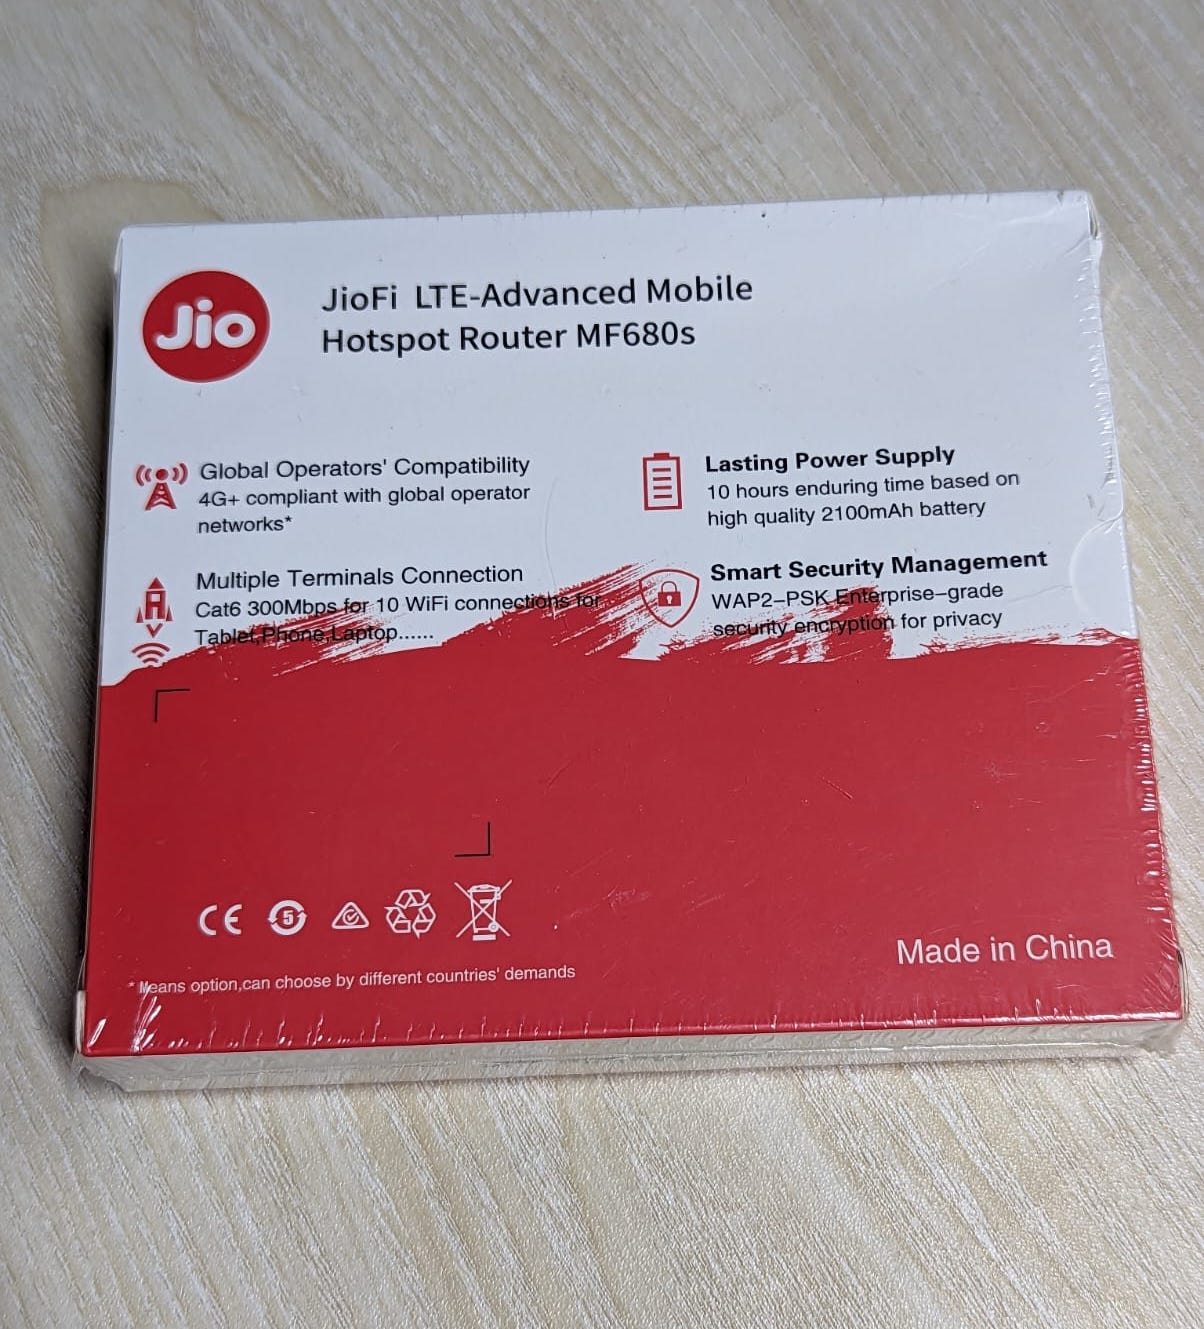 Jio
JioFi LTE-Advanced Mobile
Hotspot Router MF680s
Global Operators' Compatibility
4G+ compliant with global operator
networks*
Multiple Terminals Connection
Cat6 300Mbps for 10 WiFi connections for
Tablet,Phone,Laptop......
Lasting Power Supply
10 hours enduring time based on
high quality 2100mAh battery
Smart Security Management
WAP2-PSK Enterprise-grade
security encryption for privacy
CE 5
* Means option,can choose by different countries' demands
Made in China